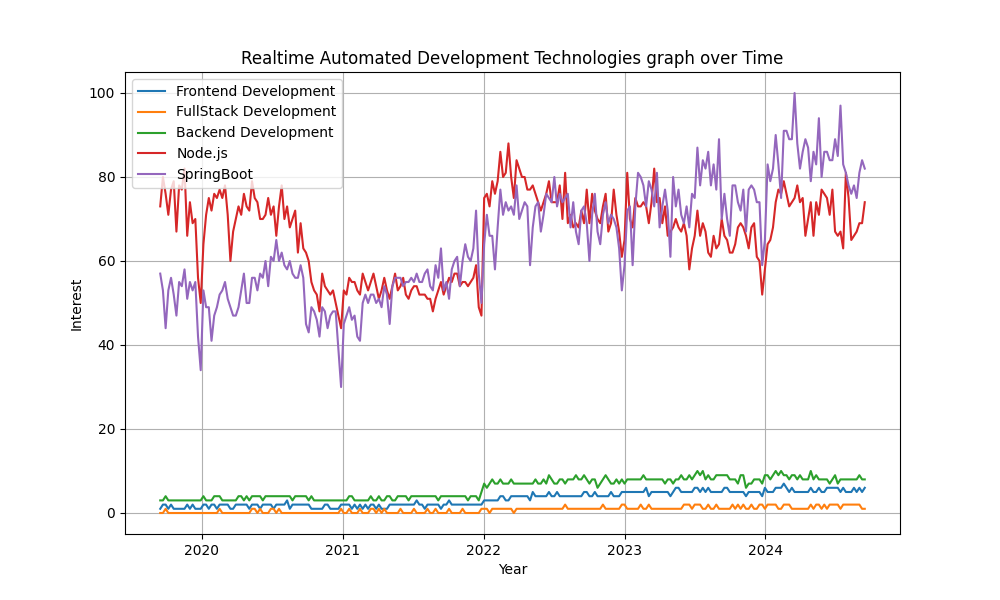 Realtime Automated Development Technologies graph over Time
Frontend Development
FullStack Development
Backend Development
Node.js
SpringBoot
100
80
60
40
20
0
Interest
2020 2021 2022 2023 2024
Year